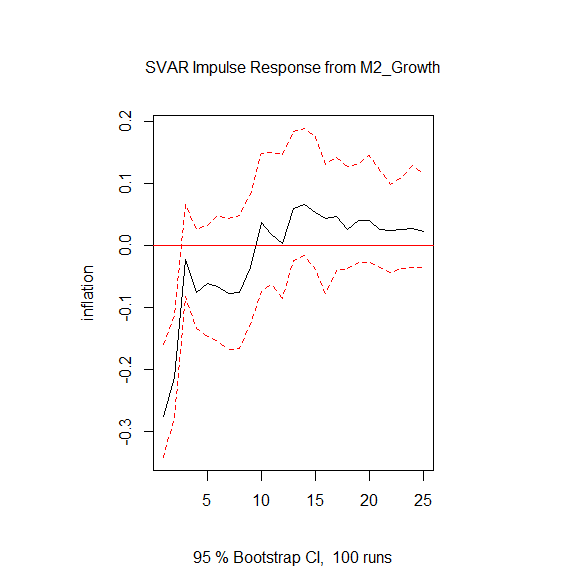 SVAR Impulse Response from M2_Growth
0.2
0.1
0.0
-0.1
-0.2
-0.3
inflation
5 10 15 20 25
95 % Bootstrap CI, 100 runs